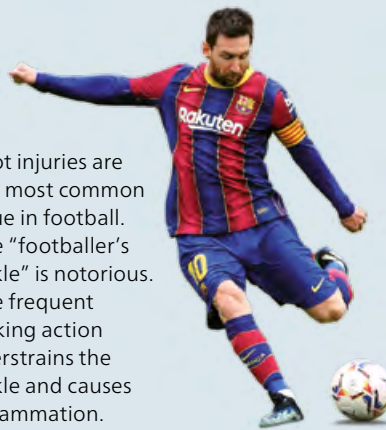 ot injuries are
most common
ue in football.
e “footballer’s
kle” is notorious.
e frequent
king action
erstrains the
kle and causes
ammation.
Rakuten
10